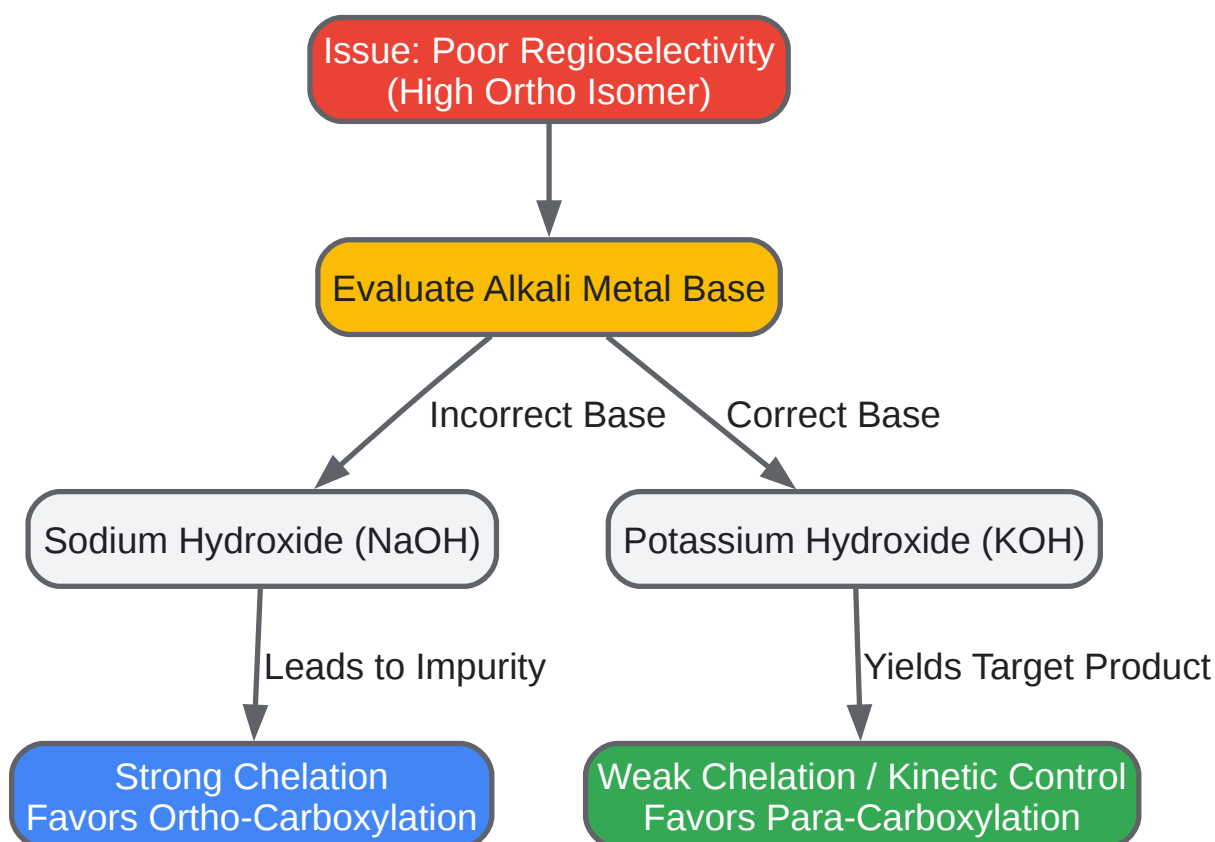 Issue: Poor Regioselectivity
(High Ortho Isomer)
Evaluate Alkali Metal Base
Incorrect Base
Correct Base
Sodium Hydroxide (NaOH)
Potassium Hydroxide (KOH)
Leads to Impurity
Yields Target Product
Strong Chelation
Favors Ortho-Carboxylation
Weak Chelation / Kinetic Control
Favors Para-Carboxylation